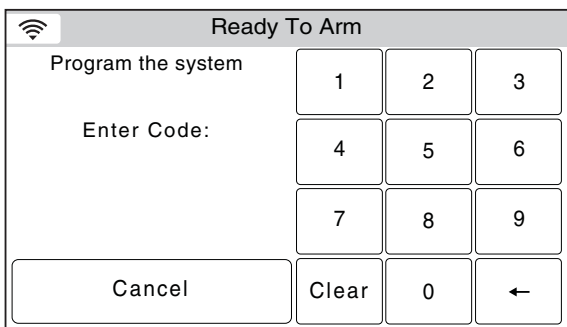 Ready To Arm
Program the system
Enter Code:
1 2 3
4 5 6
7 8 9
Cancel Clear 0 ←